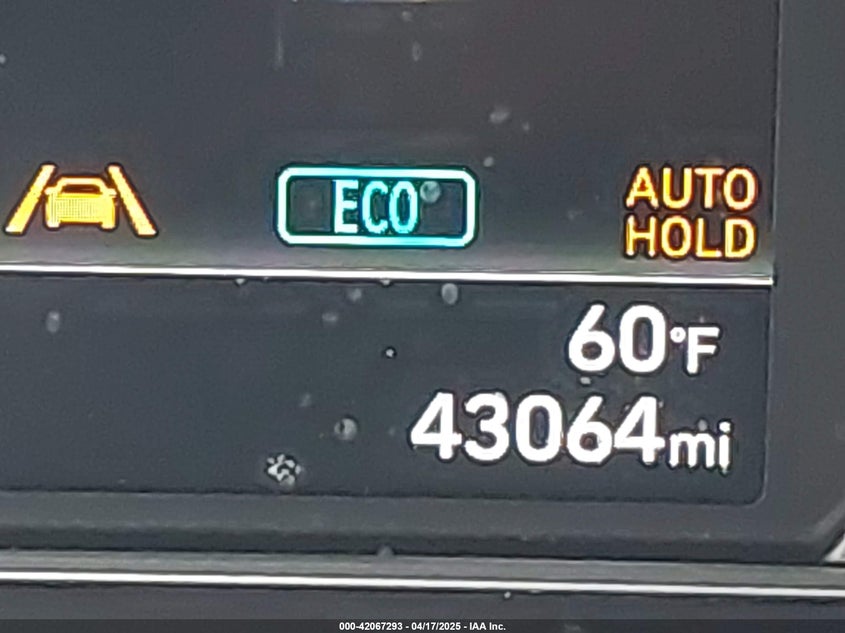 ECO
AUTO
HOLD
60°F
43064mi
000-42067293 - 04/17/2025 - IAA Inc.